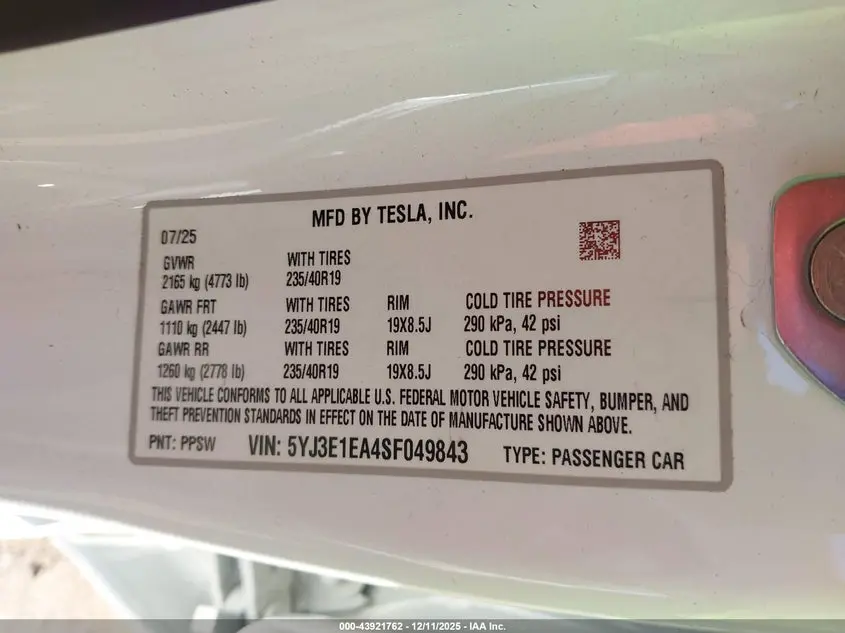 MFD BY TESLA, INC.
07/25
GVWR WITH TIRES
2165 kg (4773 lb) 235/40R19
GAWR FRT WITH TIRES RIM COLD TIRE PRESSURE
1110 kg (2447 lb) 235/40R19 19X8.5J 290 kPa, 42 psi
GAWR RR WITH TIRES RIM COLD TIRE PRESSURE
1260 kg (2778 lb) 235/40R19 19X8.5J 290 kPa, 42 psi
THIS VEHICLE CONFORMS TO ALL APPLICABLE U.S. FEDERAL MOTOR VEHICLE SAFETY, BUMPER, AND
THEFT PREVENTION STANDARDS IN EFFECT ON THE DATE OF MANUFACTURE SHOWN ABOVE.
PNT: PPSW VIN: 5YJ3E1EA4SF049843 TYPE: PASSENGER CAR
000-43921762 - 12/11/2025 - IAA Inc.